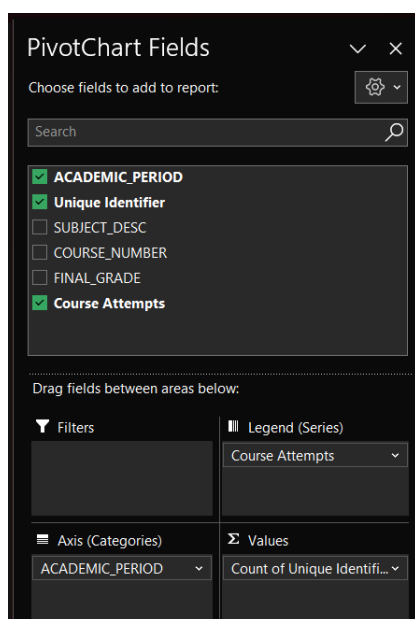 PivotChart Fields
Choose fields to add to report:
Search
ACADEMIC_PERIOD
Unique Identifier
SUBJECT_DESC
COURSE_NUMBER
FINAL_GRADE
Course Attempts
Drag fields between areas below:
Filters
Legend (Series)
Course Attempts
Axis (Categories)
ACADEMIC_PERIOD
Σ Values
Count of Unique Identifi...